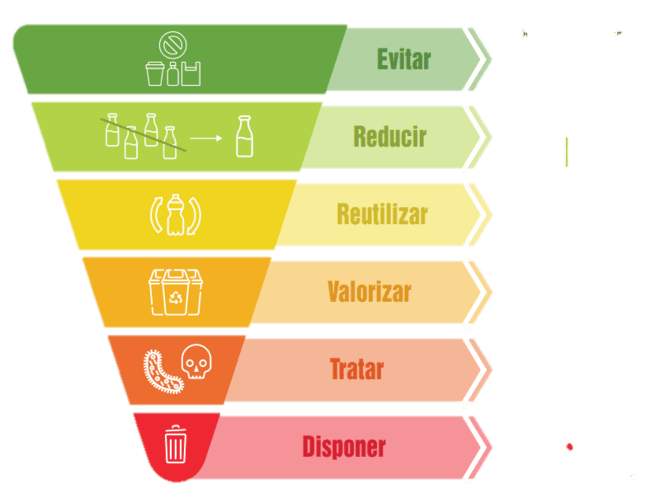 Evitar
Reducir
Reutilizar
Valorizar
Tratar
Disponer